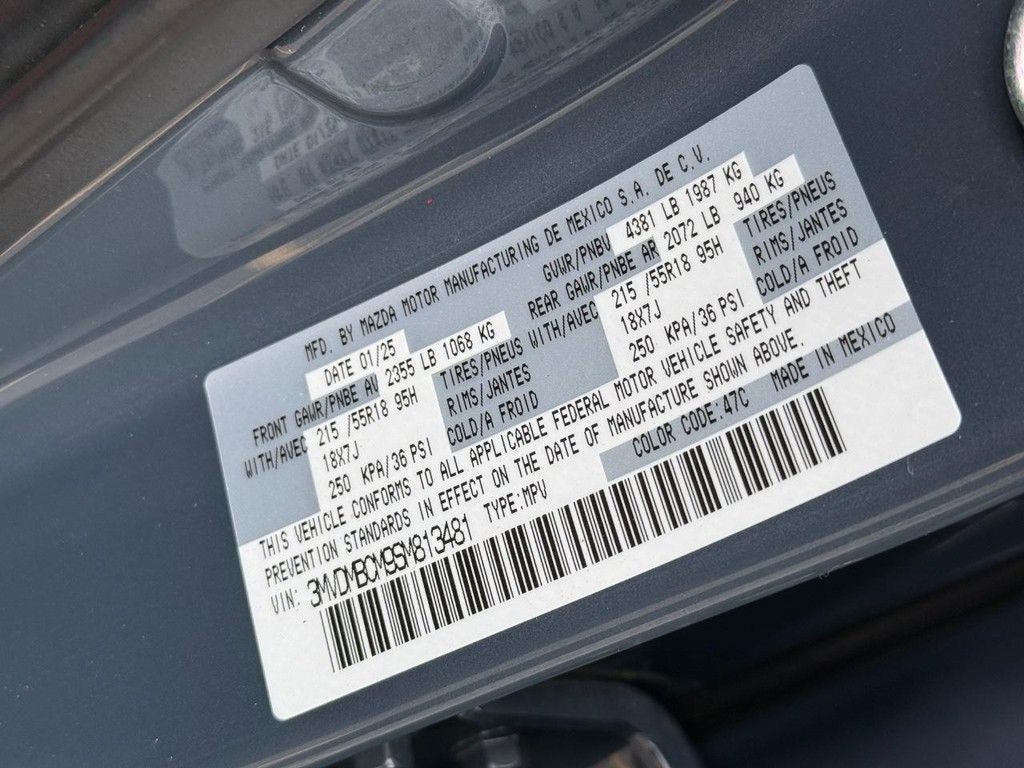 MFD. BY MAZDA MOTOR MANUFACTURING DE MEXICO S.A. DE C.V.
DATE 01/25 GVWR/PNBV 4381 LB 1987 KG
FRONT GAWR/PNBE AV 2355 LB 1068 KG REAR GAWR/PNBE AR 2072 LB 940 KG
WITH/AVEC 215 /55R18 95H TIRES/PNEUS WITH/AVEC 215 /55R18 95H TIRES/PNEUS
18X7J RIMS/JANTES 18X7J RIMS/JANTES
250 KPA/36 PSI COLD/A FROID 250 KPA/36 PSI COLD/A FROID
THIS VEHICLE CONFORMS TO ALL APPLICABLE FEDERAL MOTOR VEHICLE SAFETY AND THEFT
PREVENTION STANDARDS IN EFFECT ON THE DATE OF MANUFACTURE SHOWN ABOVE.
VIN: 3MVDMBCM9SM813481 TYPE:MPV COLOR CODE:47C MADE IN MEXICO